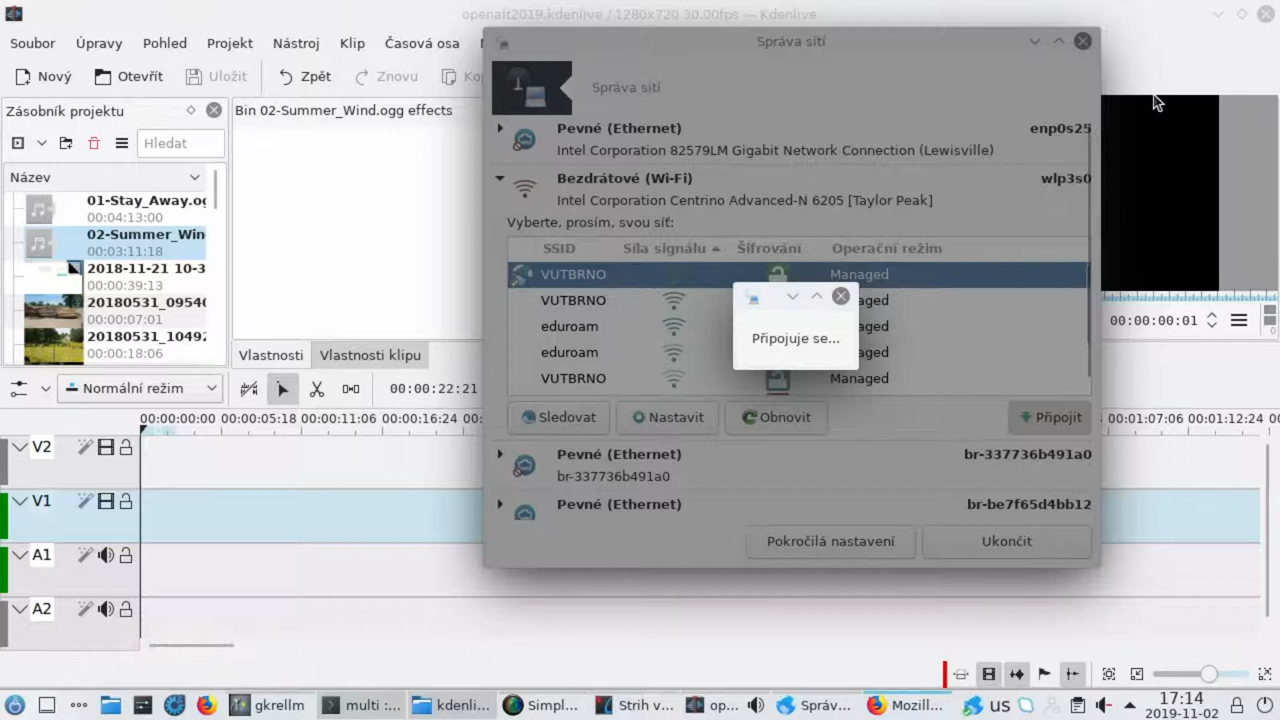 openalt2019.kdenlive / 1280x720 30.00fps — Kdenlive
Soubor Úpravy Pohled Projekt Nástroj Klip Časová osa
Nový Otevřít Uložit Zpět Znovu
Zásobník projektu
Hledat
Název
01-Stay_Away.og
00:04:13:00
02-Summer_Win
00:03:11:18
2018-11-21 10-3
00:00:39:13
20180531_09540
00:00:07:01
20180531_10492
00:00:18:06
Bin 02-Summer_Wind.ogg effects
Vlastnosti Vlastnosti klipu
Správa sítí
Správa sítí
Pevné (Ethernet) enp0s25
Intel Corporation 82579LM Gigabit Network Connection (Lewisville)
Bezdrátové (Wi-Fi) wlp3s0
Intel Corporation Centrino Advanced-N 6205 [Taylor Peak]
Vyberte, prosím, svou síť:
SSID Síla signálu Šifrování Operační režim
VUTBRNO Managed
VUTBRNO aged
eduroam aged
eduroam aged
VUTBRNO Managed
Připojuje se...
Sledovat Nastavit Obnovit Připojit
Pevné (Ethernet) br-337736b491a0
br-337736b491a0
Pevné (Ethernet) br-be7f65d4bb12
Pokročilá nastavení Ukončit
00:00:00:01
Normální režim 00:00:22:21
00:00:00:00 00:00:05:18 00:00:11:06 00:00:16:24 00: 00:01:07:06 00:01:12:24
V2
V1
A1
A2
gkrellm multi :... kdenli... Simpl... Strih v... op... Správ... Mozill... us 17:14
2019-11-02